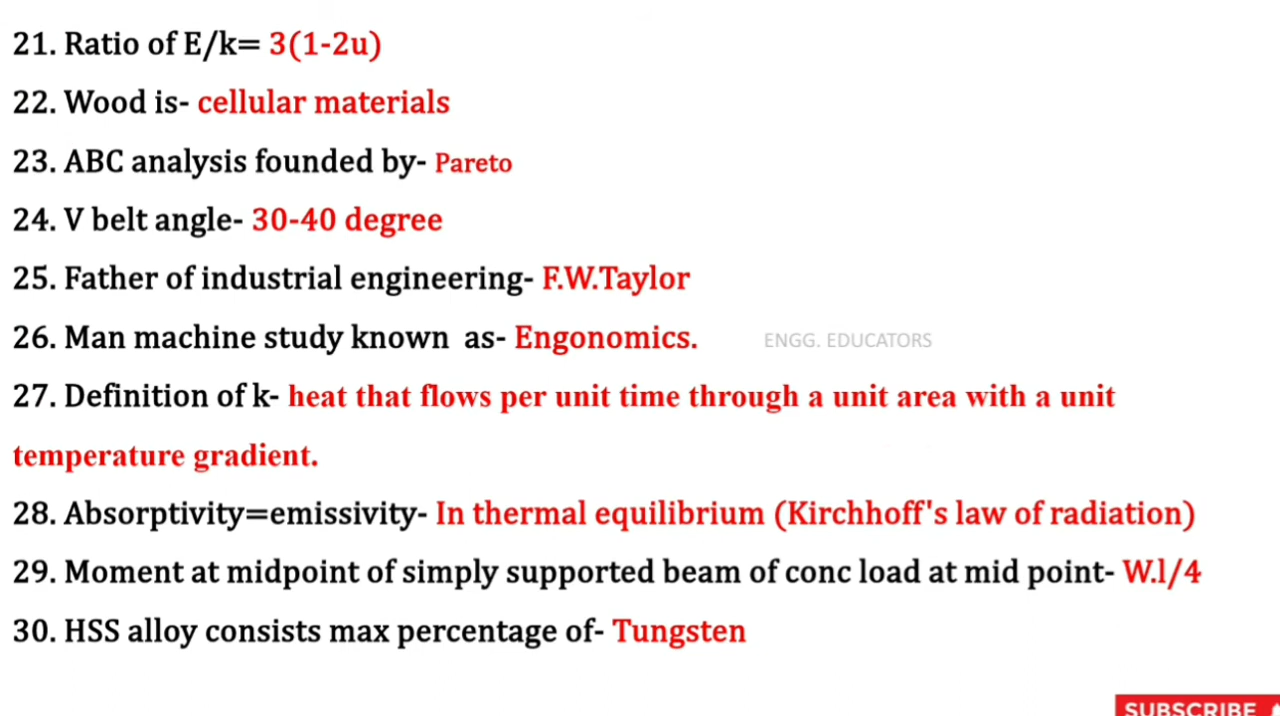 21. Ratio of E/k= 3(1-2u)
22. Wood is- cellular materials
23. ABC analysis founded by- Pareto
24. V belt angle- 30-40 degree
25. Father of industrial engineering- F.W.Taylor
26. Man machine study known as- Engonomics.
ENGG. EDUCATORS
27. Definition of k- heat that flows per unit time through a unit area with a unit
temperature gradient.
28. Absorptivity=emissivity- In thermal equilibrium (Kirchhoff's law of radiation)
29. Moment at midpoint of simply supported beam of conc load at mid point- W.l/4
30. HSS alloy consists max percentage of- Tungsten
SUBSCRIBE